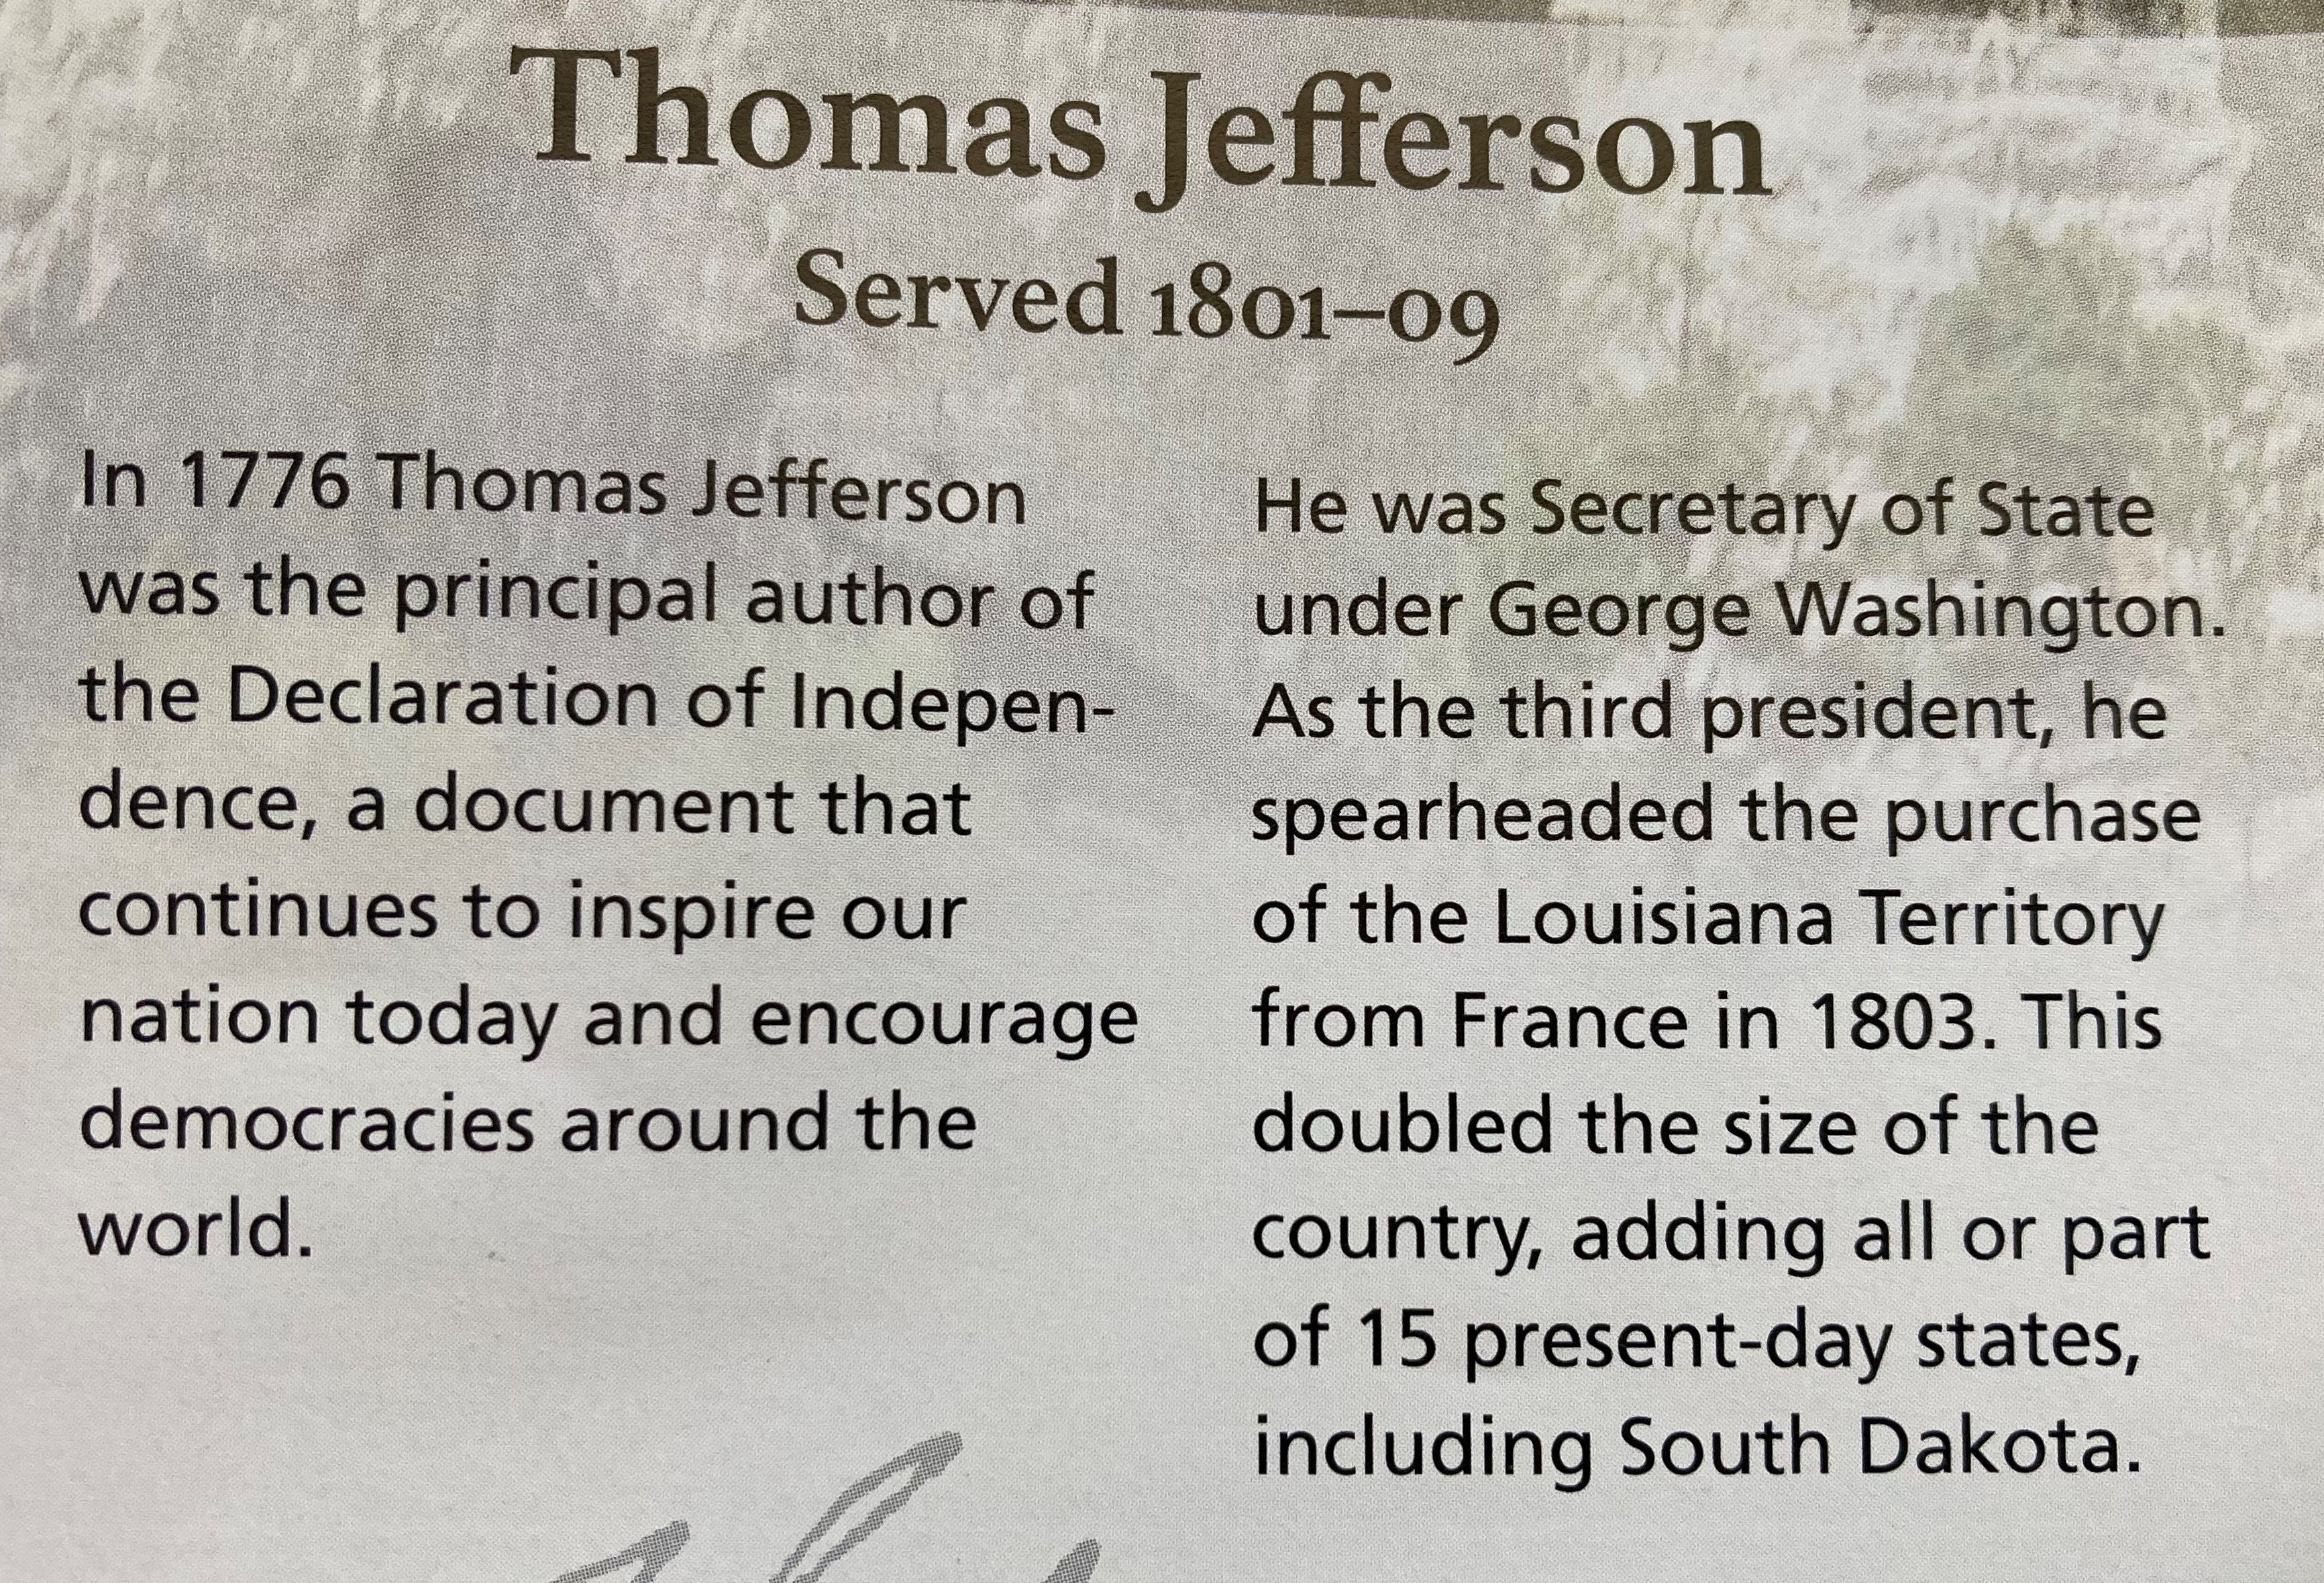 Thomas Jefferson
Served 1801–09
In 1776 Thomas Jefferson
was the principal author of
the Declaration of Indepen-
dence, a document that
continues to inspire our
nation today and encourage
democracies around the
world.
He was Secretary of State
under George Washington.
As the third president, he
spearheaded the purchase
of the Louisiana Territory
from France in 1803. This
doubled the size of the
country, adding all or part
of 15 present-day states,
including South Dakota.